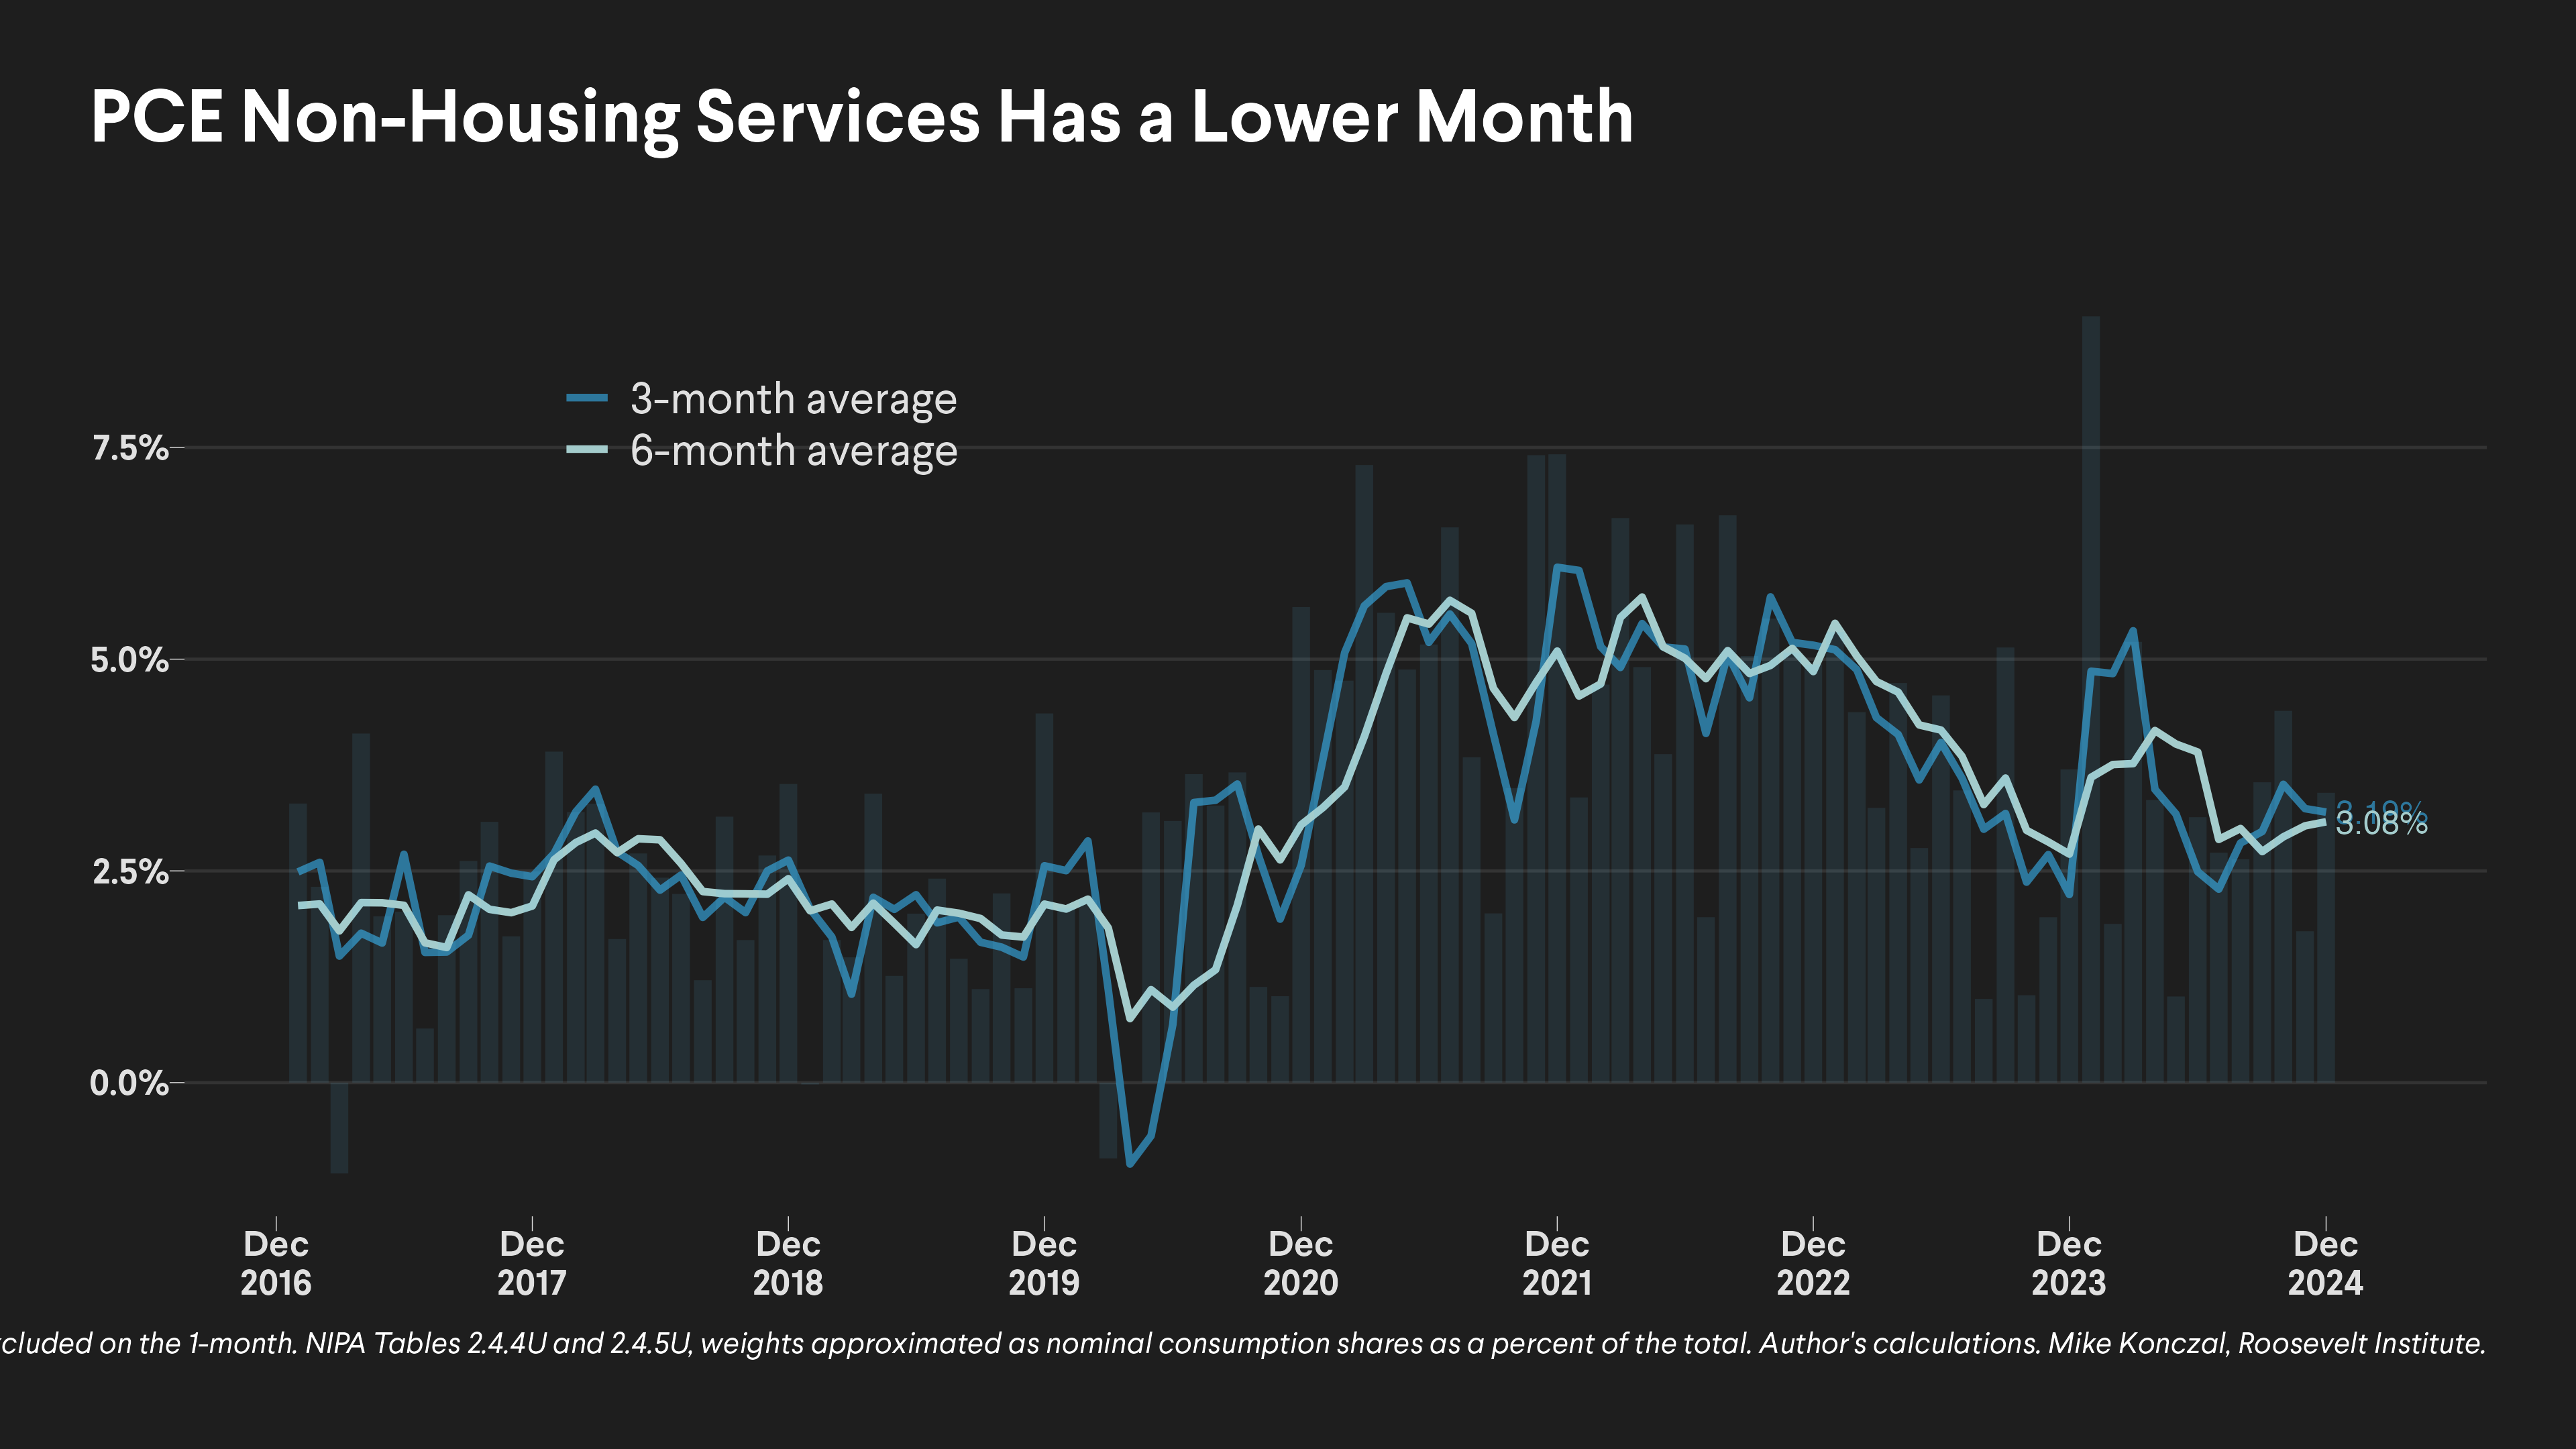 PCE Non-Housing Services Has a Lower Month
3-month average
6-month average
7.5%
5.0%
2.5%
0.0%
3.19%
3.08%
Dec
2016
Dec
2017
Dec
2018
Dec
2019
Dec
2020
Dec
2021
Dec
2022
Dec
2023
Dec
2024
cluded on the 1-month. NIPA Tables 2.4.4U and 2.4.5U, weights approximated as nominal consumption shares as a percent of the total. Author's calculations. Mike Konczal, Roosevelt Institute.